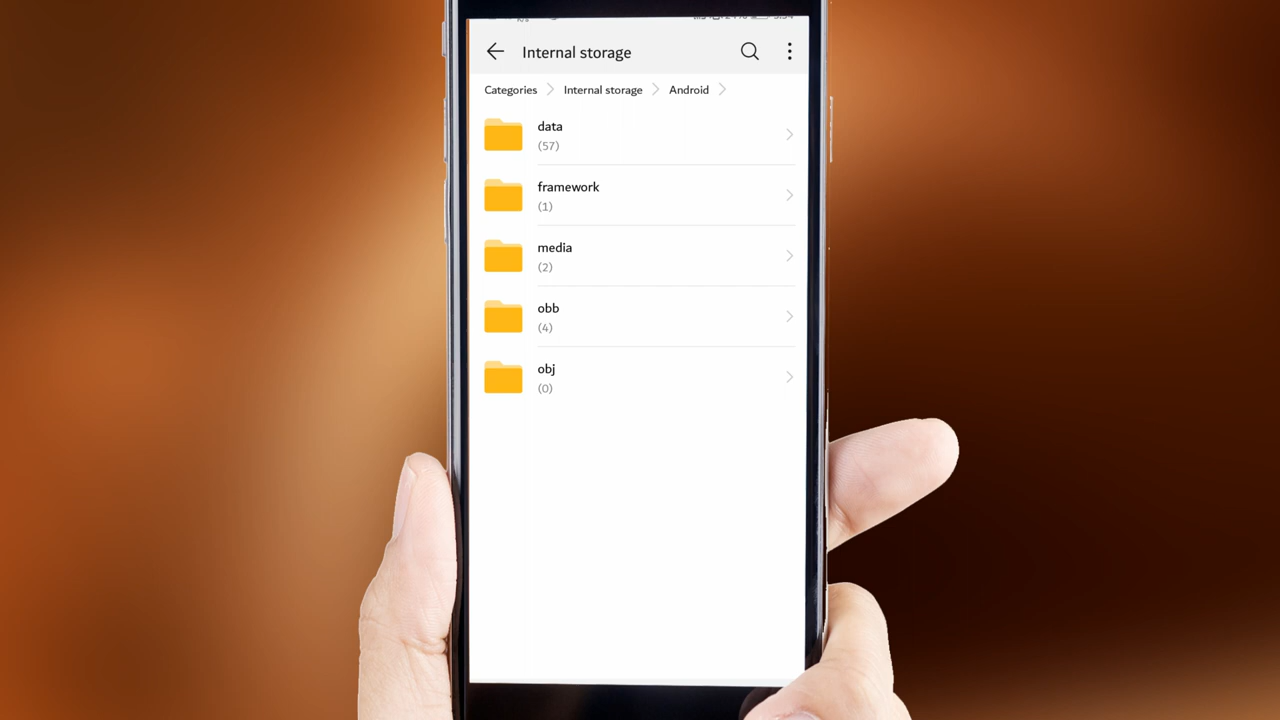 Internal storage
Categories
Internal storage
Android
data
(57)
framework
(1)
media
(2)
obb
(4)
obj
(0)